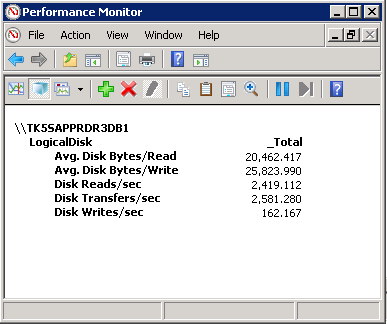 Performance Monitor
File Action View Window Help
\\TK5SAPPRDR3DB1
LogicalDisk _Total
Avg. Disk Bytes/Read 20,462.417
Avg. Disk Bytes/Write 25,823.990
Disk Reads/sec 2,419.112
Disk Transfers/sec 2,581.280
Disk Writes/sec 162.167